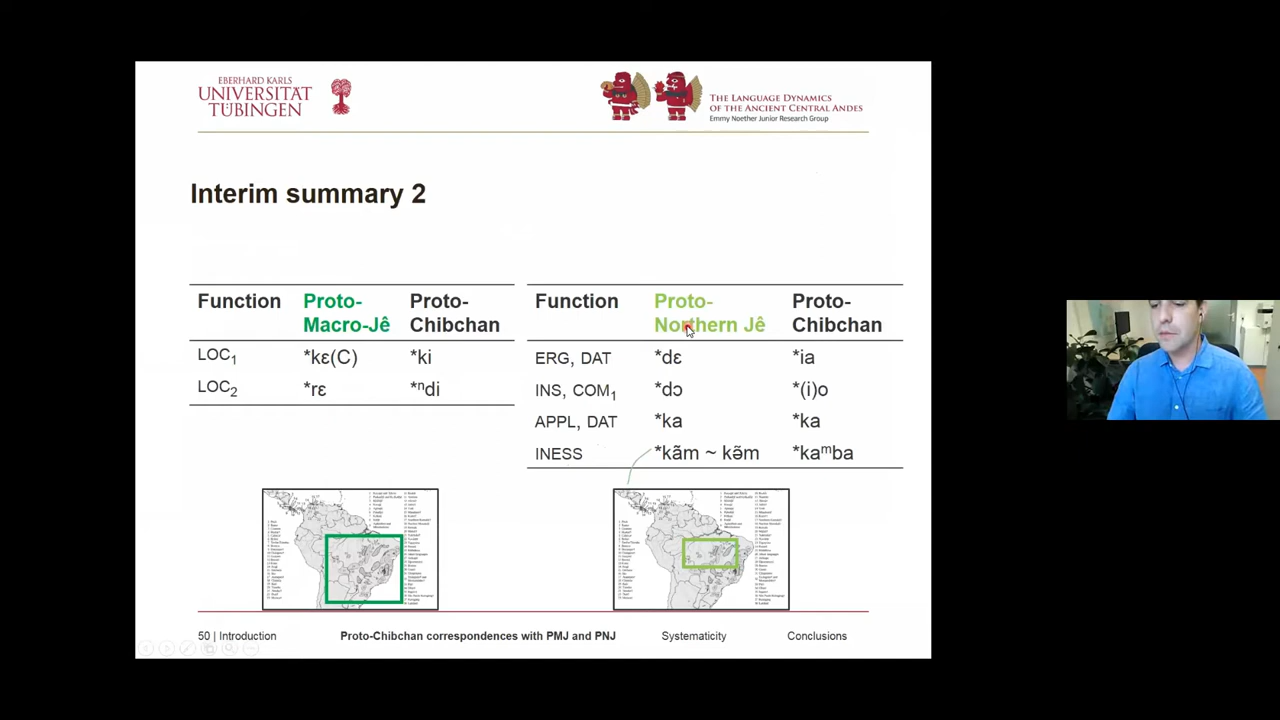 EBERHARD KARLS
UNIVERSITÄT
TÜBINGEN
THE LANGUAGE DYNAMICS
OF THE ANCIENT CENTRAL ANDES
Emmy Noether Junior Research Group
Interim summary 2
Function Proto-Macro-Jê Proto-Chibchan
LOC1 *kɛ(C) *ki
LOC2 *rɛ *ⁿdi
Function Proto-Northern Jê Proto-Chibchan
ERG, DAT *dɛ *ia
INS, COM1 *dɔ *(i)o
APPL, DAT *ka *ka
INESS *kãm ~ kə̃m *kaᵐba
50 | Introduction Proto-Chibchan correspondences with PMJ and PNJ Systematicity Conclusions